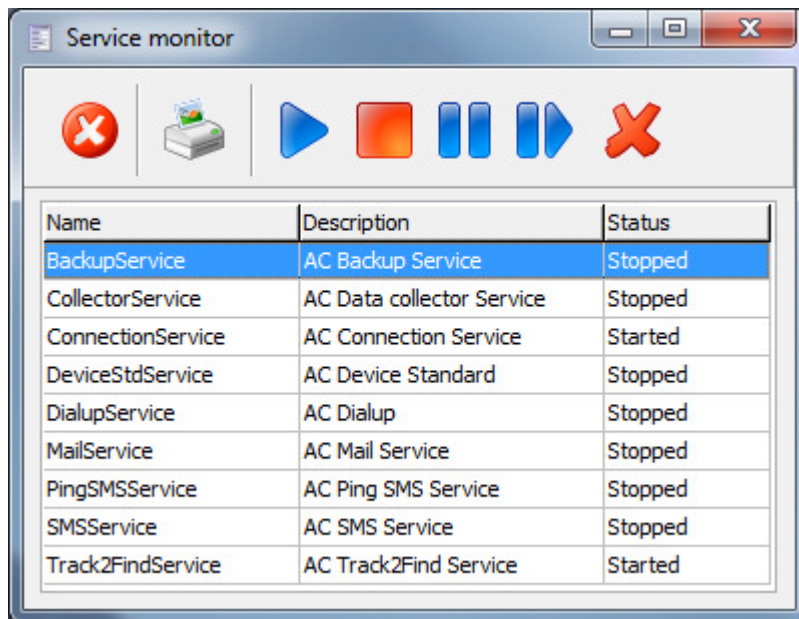 Service monitor
Name Description Status
BackupService AC Backup Service Stopped
CollectorService AC Data collector Service Stopped
ConnectionService AC Connection Service Started
DeviceStdService AC Device Standard Stopped
DialupService AC Dialup Stopped
MailService AC Mail Service Stopped
PingSMSService AC Ping SMS Service Stopped
SMSService AC SMS Service Stopped
Track2FindService AC Track2Find Service Started